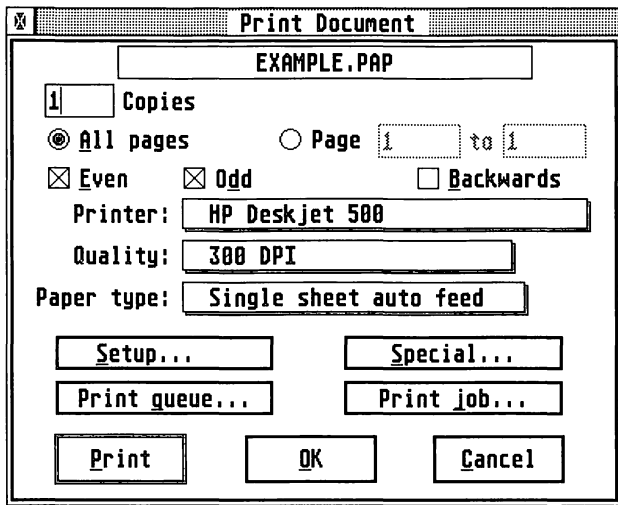 Print Document
EXAMPLE.PAP
1 Copies
All pages Page 1 to 1
Even Odd Backwards
Printer: HP Deskjet 500
Quality: 300 DPI
Paper type: Single sheet auto feed
Setup... Special...
Print queue... Print job...
Print OK Cancel